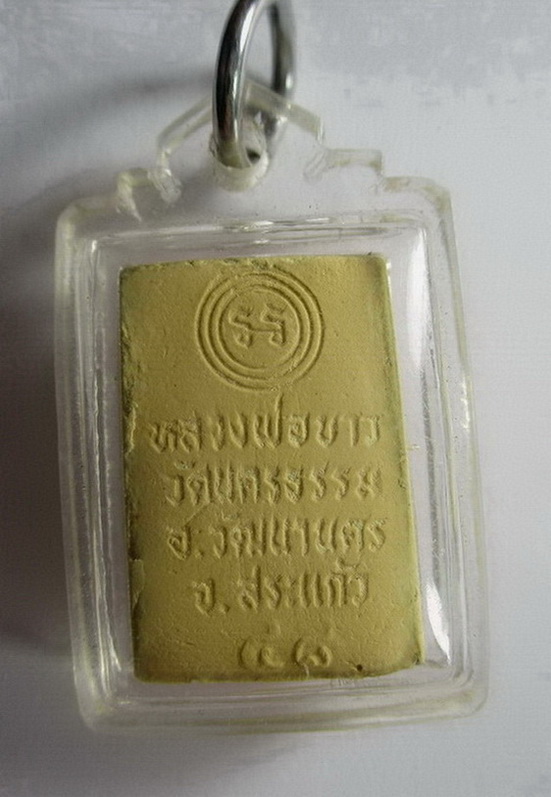 หลวงพ่อขาว
วัดนครธรรม
อ.วัฒนานคร
จ.สระแก้ว
๔๘